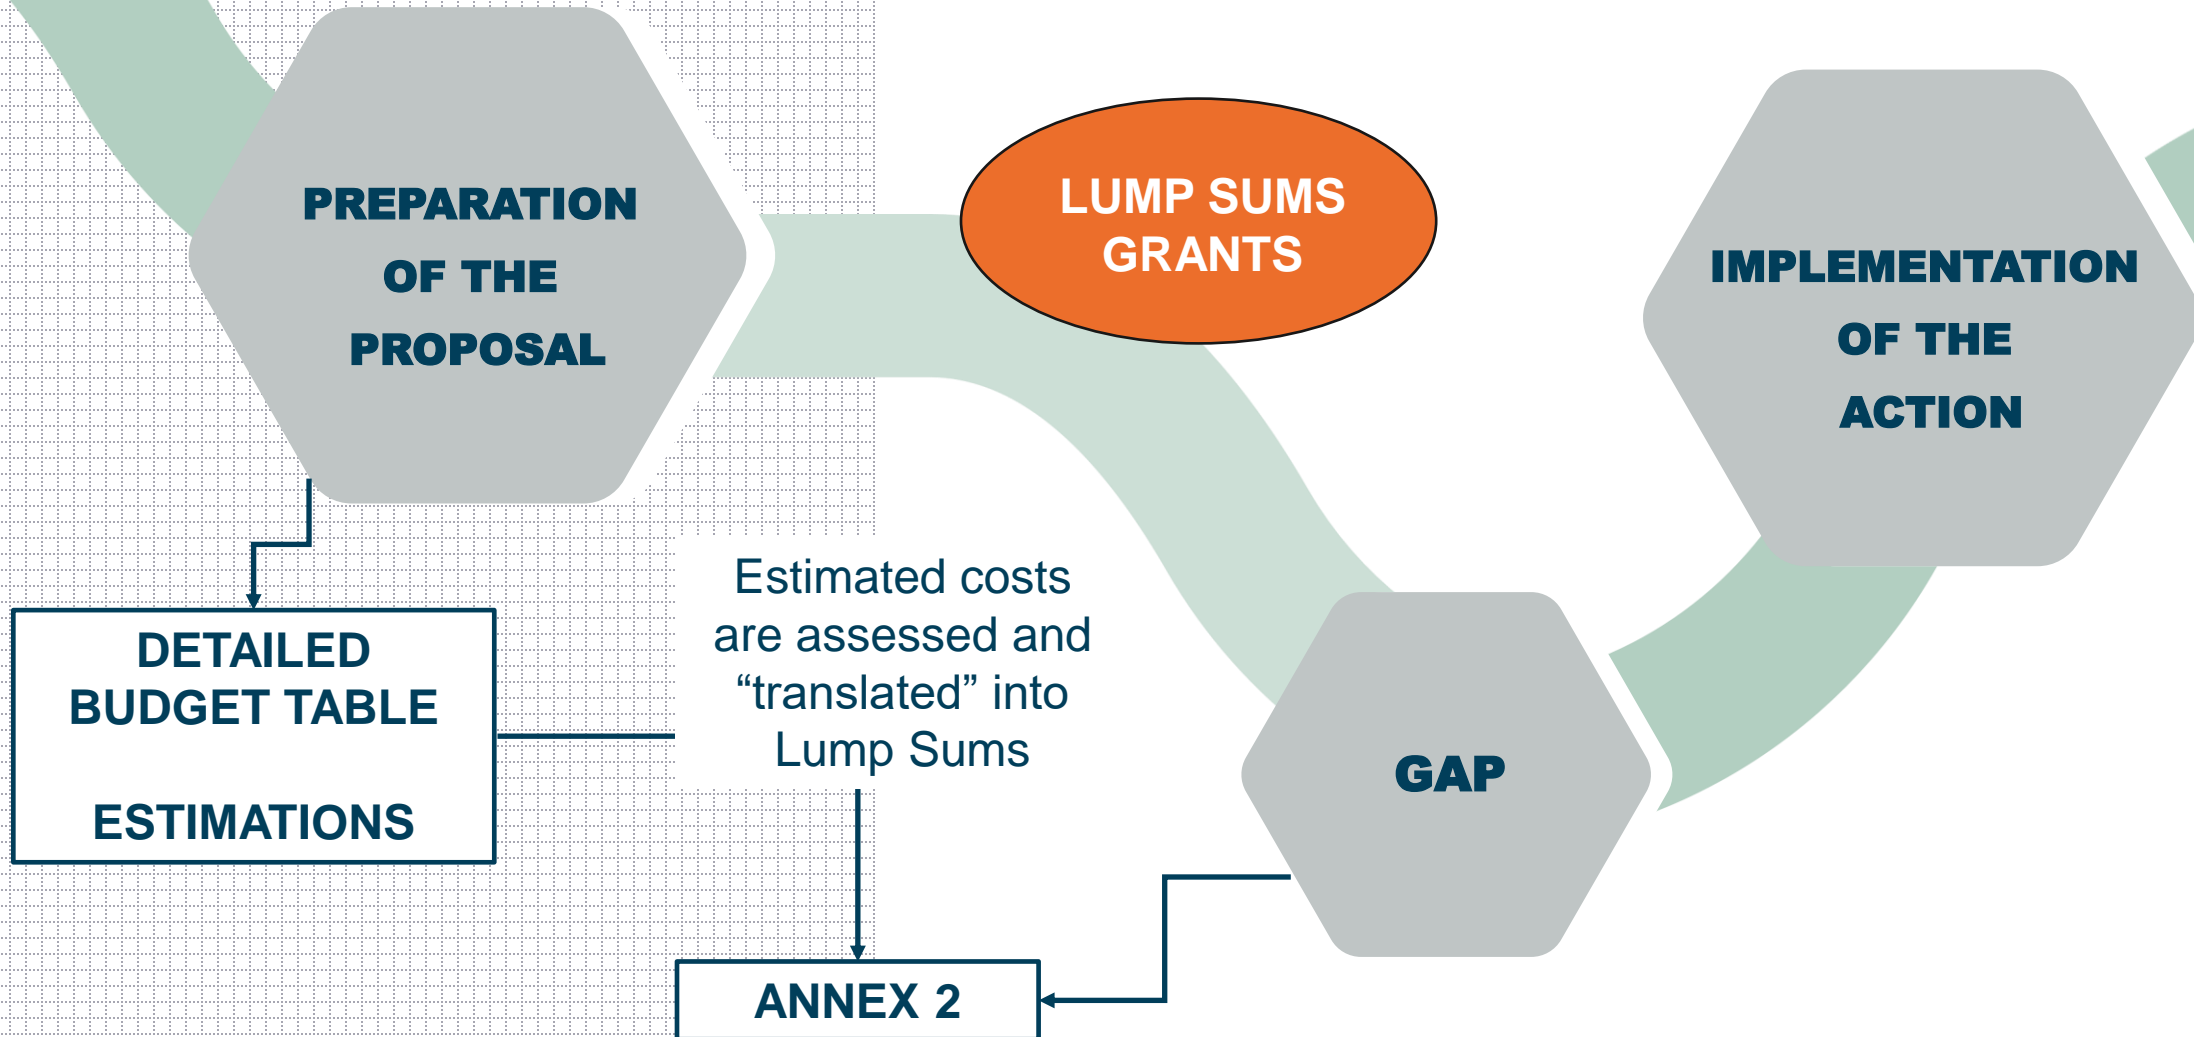 PREPARATION
OF THE
PROPOSAL
LUMP SUMS
GRANTS
IMPLEMENTATION
OF THE
ACTION
DETAILED
BUDGET TABLE
ESTIMATIONS
Estimated costs
are assessed and
“translated” into
Lump Sums
GAP
ANNEX 2